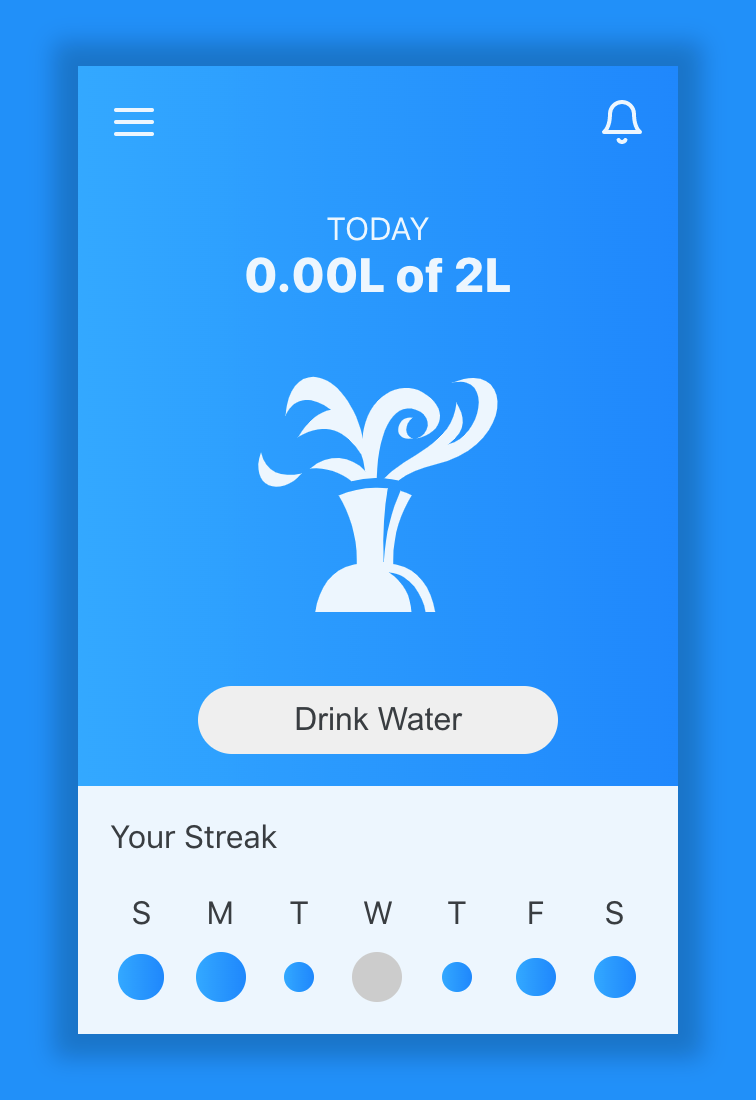 TODAY
0.00L of 2L
Drink Water
Your Streak
S M T W T F S